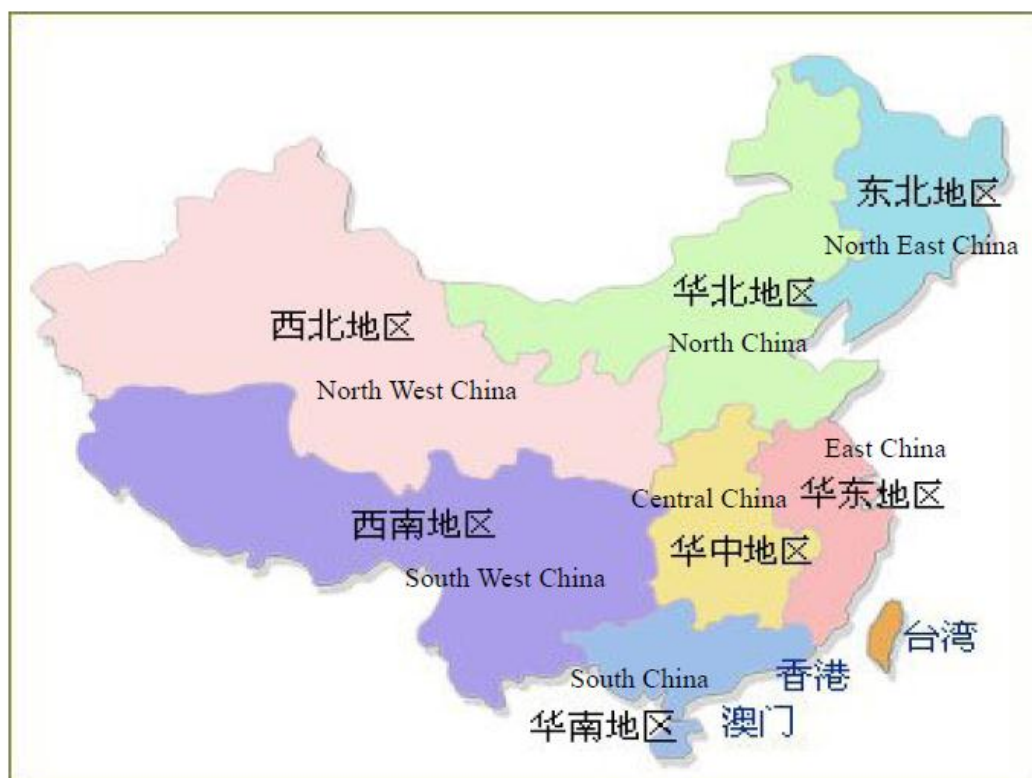 东北地区
North East China
华北地区
North China
西北地区
North West China
East China
华东地区
Central China
华中地区
西南地区
South West China
台湾
香港
South China
澳门
华南地区